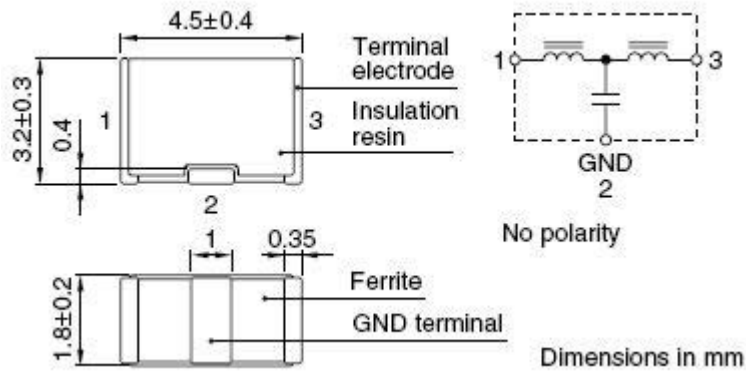 4.5±0.4
Terminal
electrode
Insulation
resin
3.2±0.3
0.4
1
3
2
1
3
GND
2
No polarity
1
0.35
1.8±0.2
Ferrite
GND terminal
Dimensions in mm